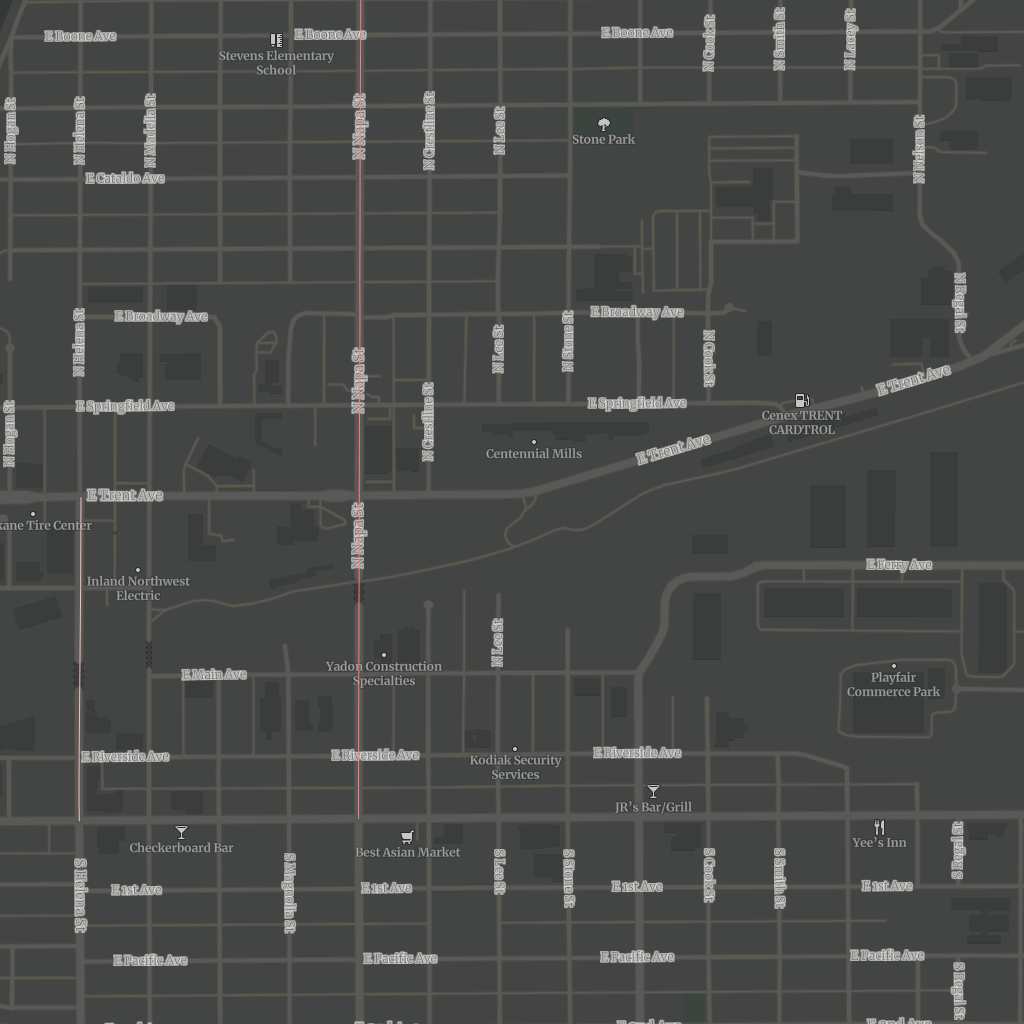 E Boone Ave
E Boone Ave
E Boone Ave
N Cook St
N Smith St
N Lacey St
Stevens Elementary
School
N Hogan St
N Helena St
N Madelia St
N Napa St
N Crestline St
N Lee St
Stone Park
N Nelson St
E Cataldo Ave
N Regal St
E Broadway Ave
E Broadway Ave
N Helena St
N Lee St
N Stone St
N Cook St
N Napa St
E Trent Ave
N Crestline St
E Springfield Ave
E Springfield Ave
Cenex TRENT
CARDTROL
N Hogan St
E Trent Ave
Centennial Mills
E Trent Ave
kane Tire Center
N Napa St
E Ferry Ave
Inland Northwest
Electric
N Lee St
Yadon Construction
Specialties
E Main Ave
Playfair
Commerce Park
E Riverside Ave
E Riverside Ave
E Riverside Ave
Kodiak Security
Services
JR's Bar/Grill
Checkerboard Bar
Best Asian Market
Yee's Inn
S Helena St
S Magnolia St
S Lee St
S Stone St
S Cook St
S Smith St
S Regal St
E 1st Ave
E 1st Ave
E 1st Ave
E 1st Ave
E Pacific Ave
E Pacific Ave
E Pacific Ave
E Pacific Ave
S Regal St
E 2nd Ave